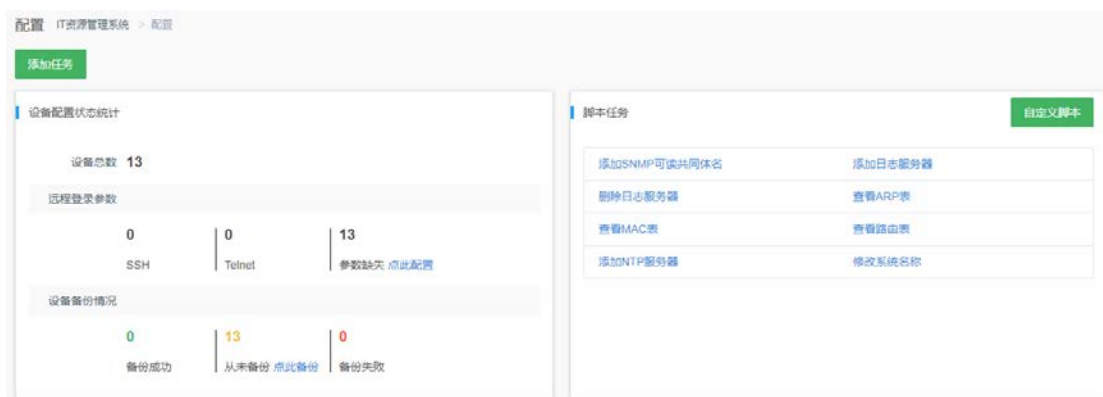 配置 IT资源管理系统 > 配置
添加任务
设备配置状态统计
设备总数 13
远程登录参数
0 0 13
SSH Telnet 参数缺失 点此配置
设备备份情况
0 13 0
备份成功 从未备份 点此备份 备份失败
脚本任务 自定义脚本
添加SNMP可读共同体名 添加日志服务器
删除日志服务器 查看ARP表
查看MAC表 查看路由表
添加NTP服务器 修改系统名称